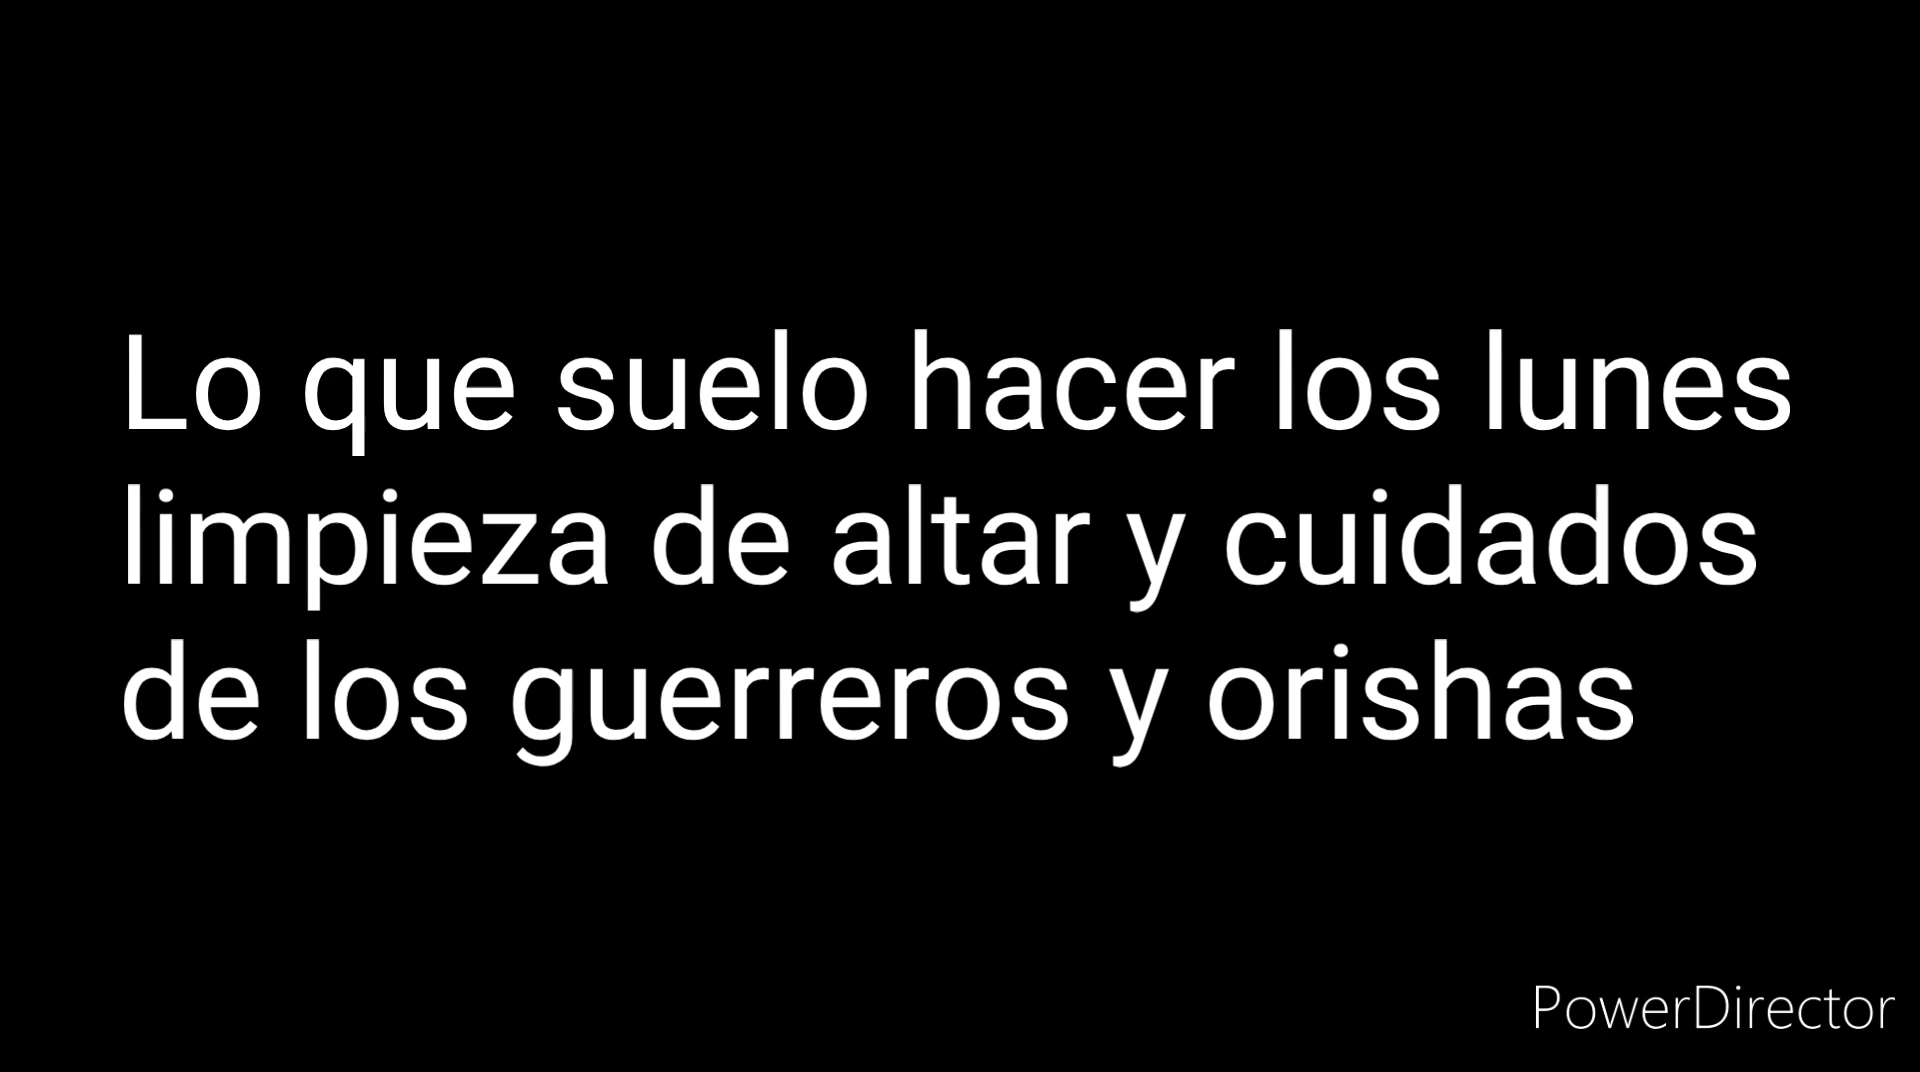 Lo que suelo hacer los lunes
limpieza de altar y cuidados
de los guerreros y orishas
PowerDirector